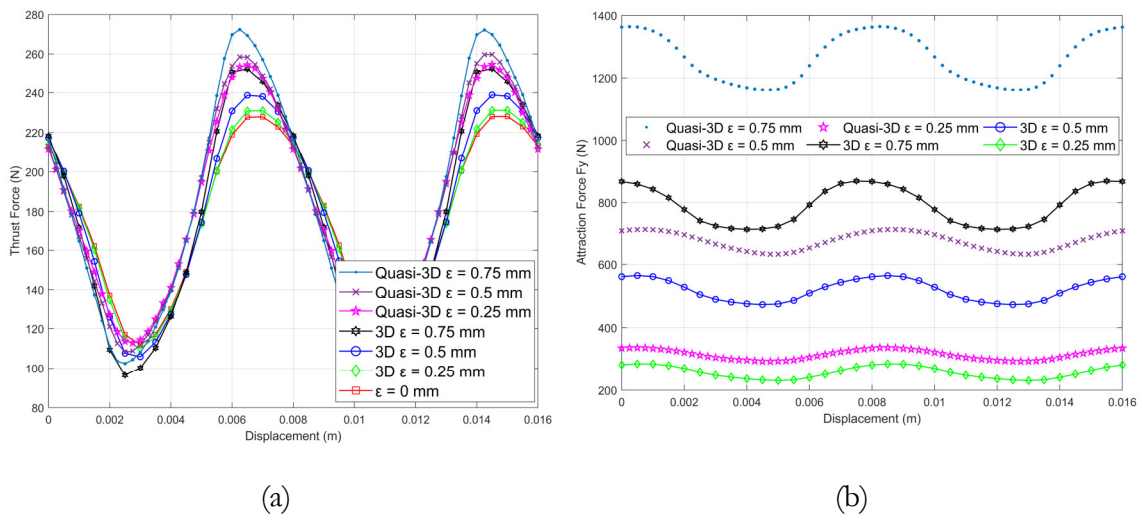 280
260
240
220
200
180
160
140
120
100
80
Thrust Force (N)
0
0.002
0.004
0.006
0.008
0.01
0.012
0.014
0.016
Displacement (m)
Quasi-3D ε = 0.75 mm
Quasi-3D ε = 0.5 mm
Quasi-3D ε = 0.25 mm
3D ε = 0.75 mm
3D ε = 0.5 mm
3D ε = 0.25 mm
ε = 0 mm
(a)
1400
1200
1000
800
600
400
200
Attraction Force Fy (N)
Quasi-3D ε = 0.75 mm Quasi-3D ε = 0.25 mm 3D ε = 0.5 mm
Quasi-3D ε = 0.5 mm 3D ε = 0.75 mm 3D ε = 0.25 mm
0
0.002
0.004
0.006
0.008
0.01
0.012
0.014
0.016
Displacement (m)
(b)